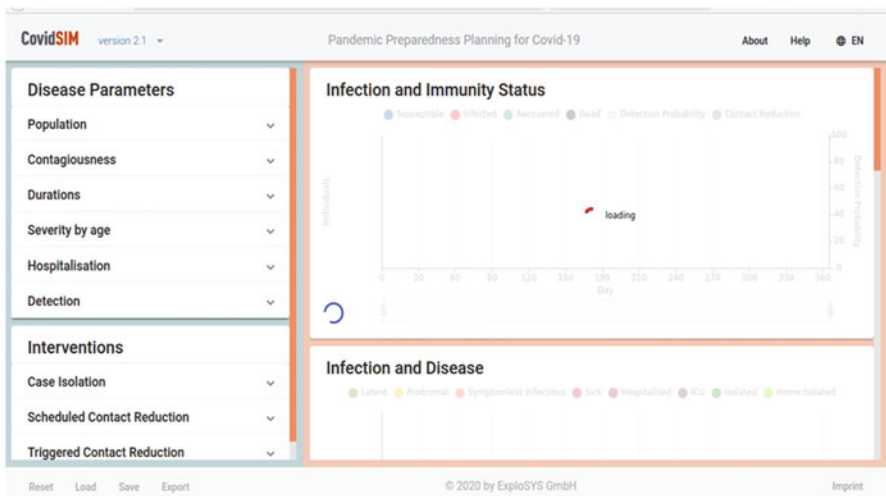 CovidSIM version 2.1 Pandemic Preparedness Planning for Covid-19 About Help EN
Disease Parameters
Population
Contagiousness
Durations
Severity by age
Hospitalisation
Detection
Interventions
Case Isolation
Scheduled Contact Reduction
Triggered Contact Reduction
Infection and Immunity Status
Susceptible Infected Recovered Dead Detection Probability Contact Reduction
100
80
60
40
20
0
Individuals
Detection Probability
loading
0 30 60 90 120 150 180 210 240 270 300 330 360
Day
Infection and Disease
Latent Prodromal Symptomless Infectious Sick Hospitalised ICU Isolated Home Isolated
Reset Load Save Export © 2020 by ExploSYS GmbH Imprint